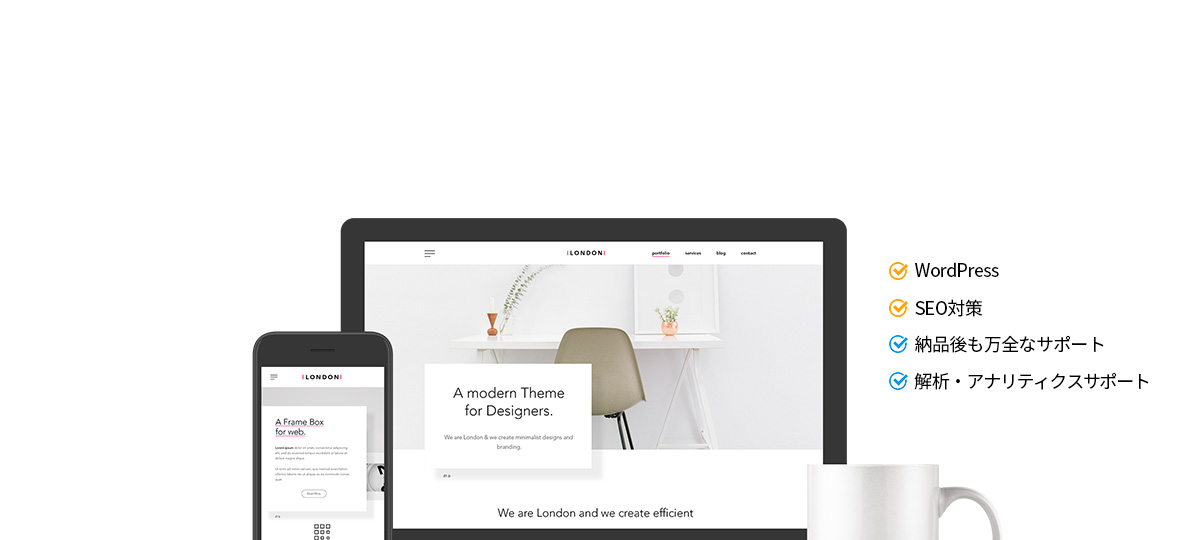 LONDON
portfolio
services
blog
contact
A modern Theme
for Designers.
We are London & we create minimalist designs and
branding.
We are London and we create efficient
LONDON
A Frame Box
for web.
Read More
WordPress
SEO対策
納品後も万全なサポート
解析・アナリティクスサポート